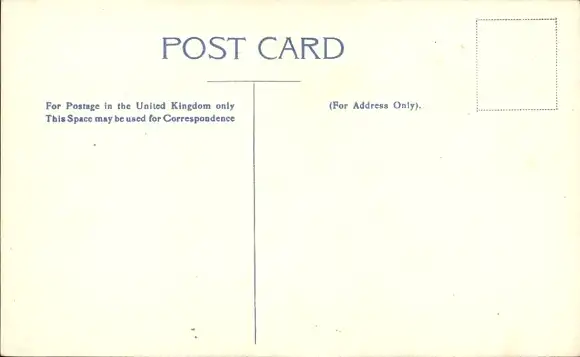 POST CARD
For Postage in the United Kingdom only
This Space may be used for Correspondence
(For Address Only).